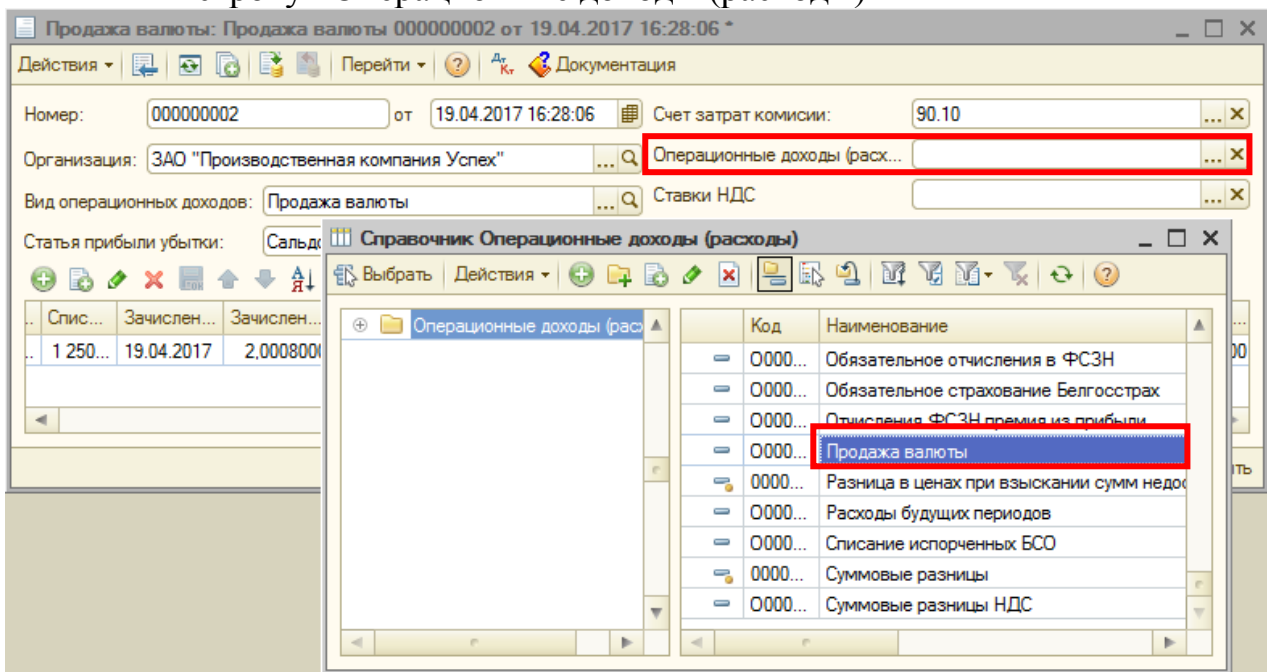 Продажа валюты: Продажа валюты 000000002 от 19.04.2017 16:28:06 *
Действия Перейти Дт Кт Документация
Номер: 000000002 от 19.04.2017 16:28:06 Счет затрат комисии: 90.10
Организация: ЗАО "Производственная компания Успех" Операционные доходы (расх...
Вид операционных доходов: Продажа валюты Ставки НДС
Статья прибыли убытки:
Справочник Операционные доходы (расходы)
Выбрать Действия
.. Спис... Зачислен... Зачислен...
1 250... 19.04.2017
Операционные доходы (расх
Код Наименование
О000... Обязательное отчисления в ФСЗН
О000... Обязательное страхование Белгосстрах
О000... Отчисления ФСЗН премия из прибыли
О000... Продажа валюты
0000... Разница в ценах при взыскании сумм недос
О000... Расходы будущих периодов
О000... Списание испорченных БСО
0000... Суммовые разницы
О000... Суммовые разницы НДС